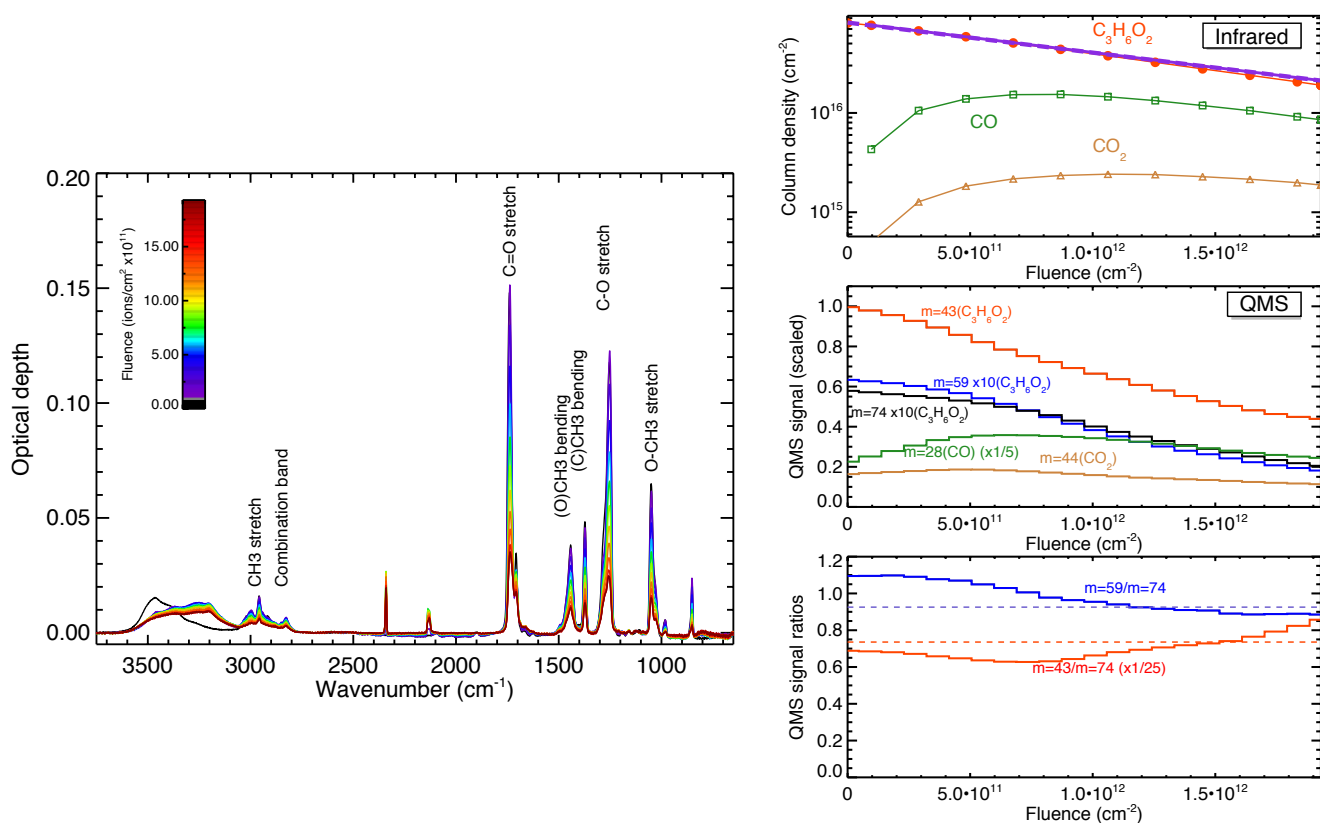 0.20
0.15
0.10
0.05
0.00
Optical depth
3500
3000
2500
2000
1500
1000
Wavenumber (cm⁻¹)
Fluence (ions/cm² x10¹¹)
15.00
10.00
5.00
0.00
CH3 stretch
Combination band
C=O stretch
(O)CH3 bending
(C)CH3 bending
C-O stretch
O-CH3 stretch
Infrared
C₃H₆O₂
CO
CO₂
10¹⁶
10¹⁵
Column density (cm⁻²)
0
5.0•10¹¹
1.0•10¹²
1.5•10¹²
Fluence (cm⁻²)
QMS
m=43(C₃H₆O₂)
m=59 x10(C₃H₆O₂)
m=74 x10(C₃H₆O₂)
m=28(CO) (x1/5)
m=44(CO₂)
1.0
0.8
0.6
0.4
0.2
0.0
QMS signal (scaled)
0
5.0•10¹¹
1.0•10¹²
1.5•10¹²
Fluence (cm⁻²)
m=59/m=74
m=43/m=74 (x1/25)
1.2
1.0
0.8
0.6
0.4
0.2
0.0
QMS signal ratios
0
5.0•10¹¹
1.0•10¹²
1.5•10¹²
Fluence (cm⁻²)